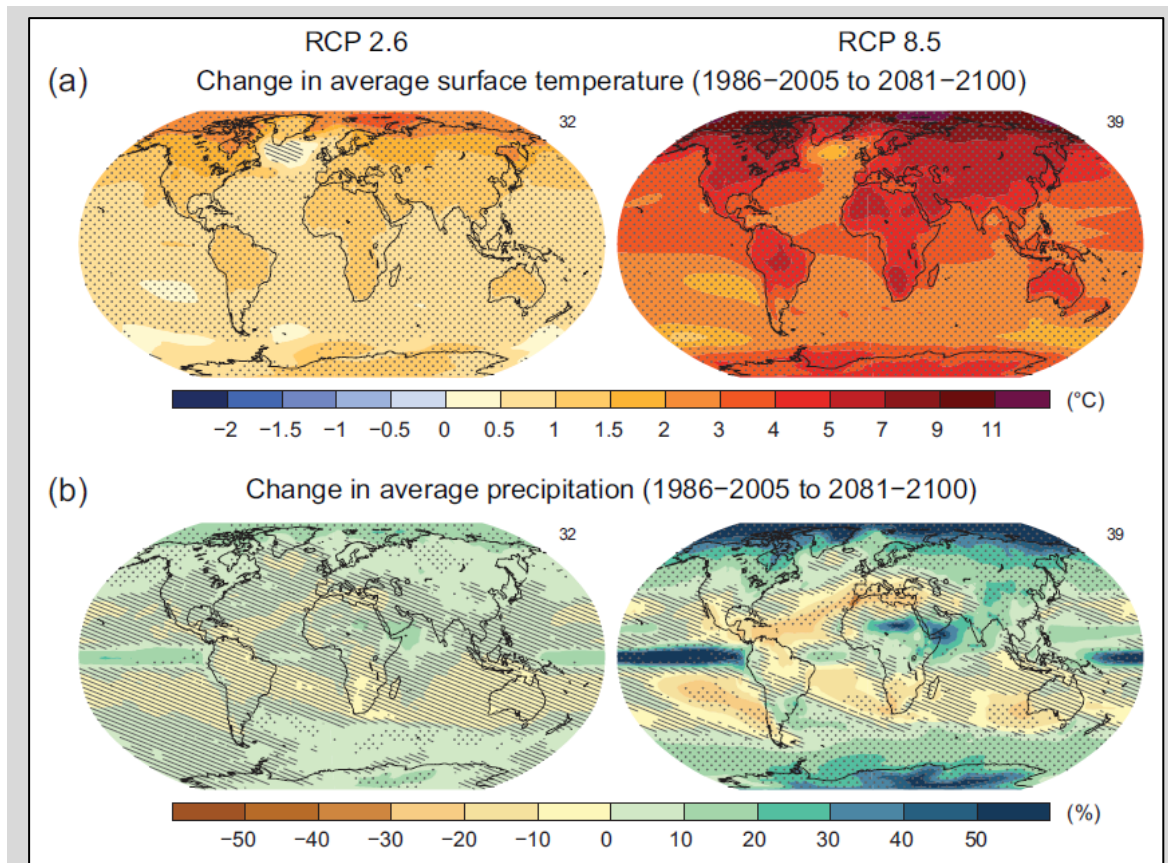 RCP 2.6 RCP 8.5
(a) Change in average surface temperature (1986−2005 to 2081−2100)
32 39
(°C)
−2 −1.5 −1 −0.5 0 0.5 1 1.5 2 3 4 5 7 9 11
(b) Change in average precipitation (1986−2005 to 2081−2100)
32 39
(%)
−50 −40 −30 −20 −10 0 10 20 30 40 50